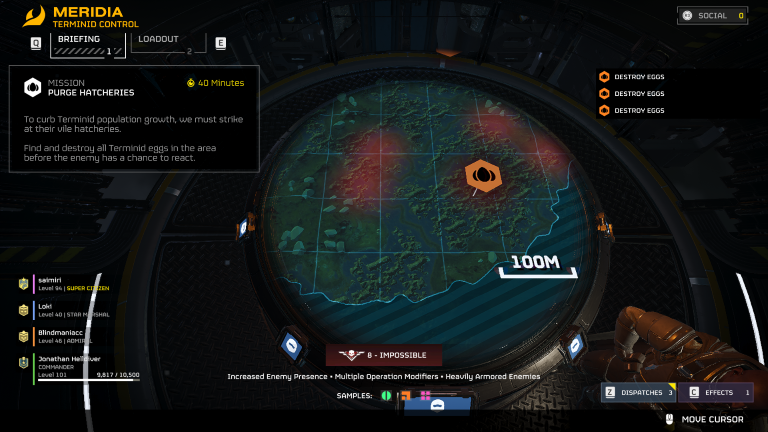 MERIDIA
TERMINID CONTROL
SOCIAL 0
Q BRIEFING 1 LOADOUT 2 E
MISSION
PURGE HATCHERIES
40 Minutes
To curb Terminid population growth, we must strike
at their vile hatcheries.
Find and destroy all Terminid eggs in the area
before the enemy has a chance to react.
DESTROY EGGS
DESTROY EGGS
DESTROY EGGS
100M
salmiri
Level 94 | SUPER CITIZEN
Loki
Level 40 | STAR MARSHAL
Blindmaniacc
Level 46 | ADMIRAL
Jonathan Helldiver
COMMANDER
Level 101 9,817 / 10,500
8 - IMPOSSIBLE
Increased Enemy Presence • Multiple Operation Modifiers • Heavily Armored Enemies
SAMPLES:
Z DISPATCHES 3
C EFFECTS 1
MOVE CURSOR